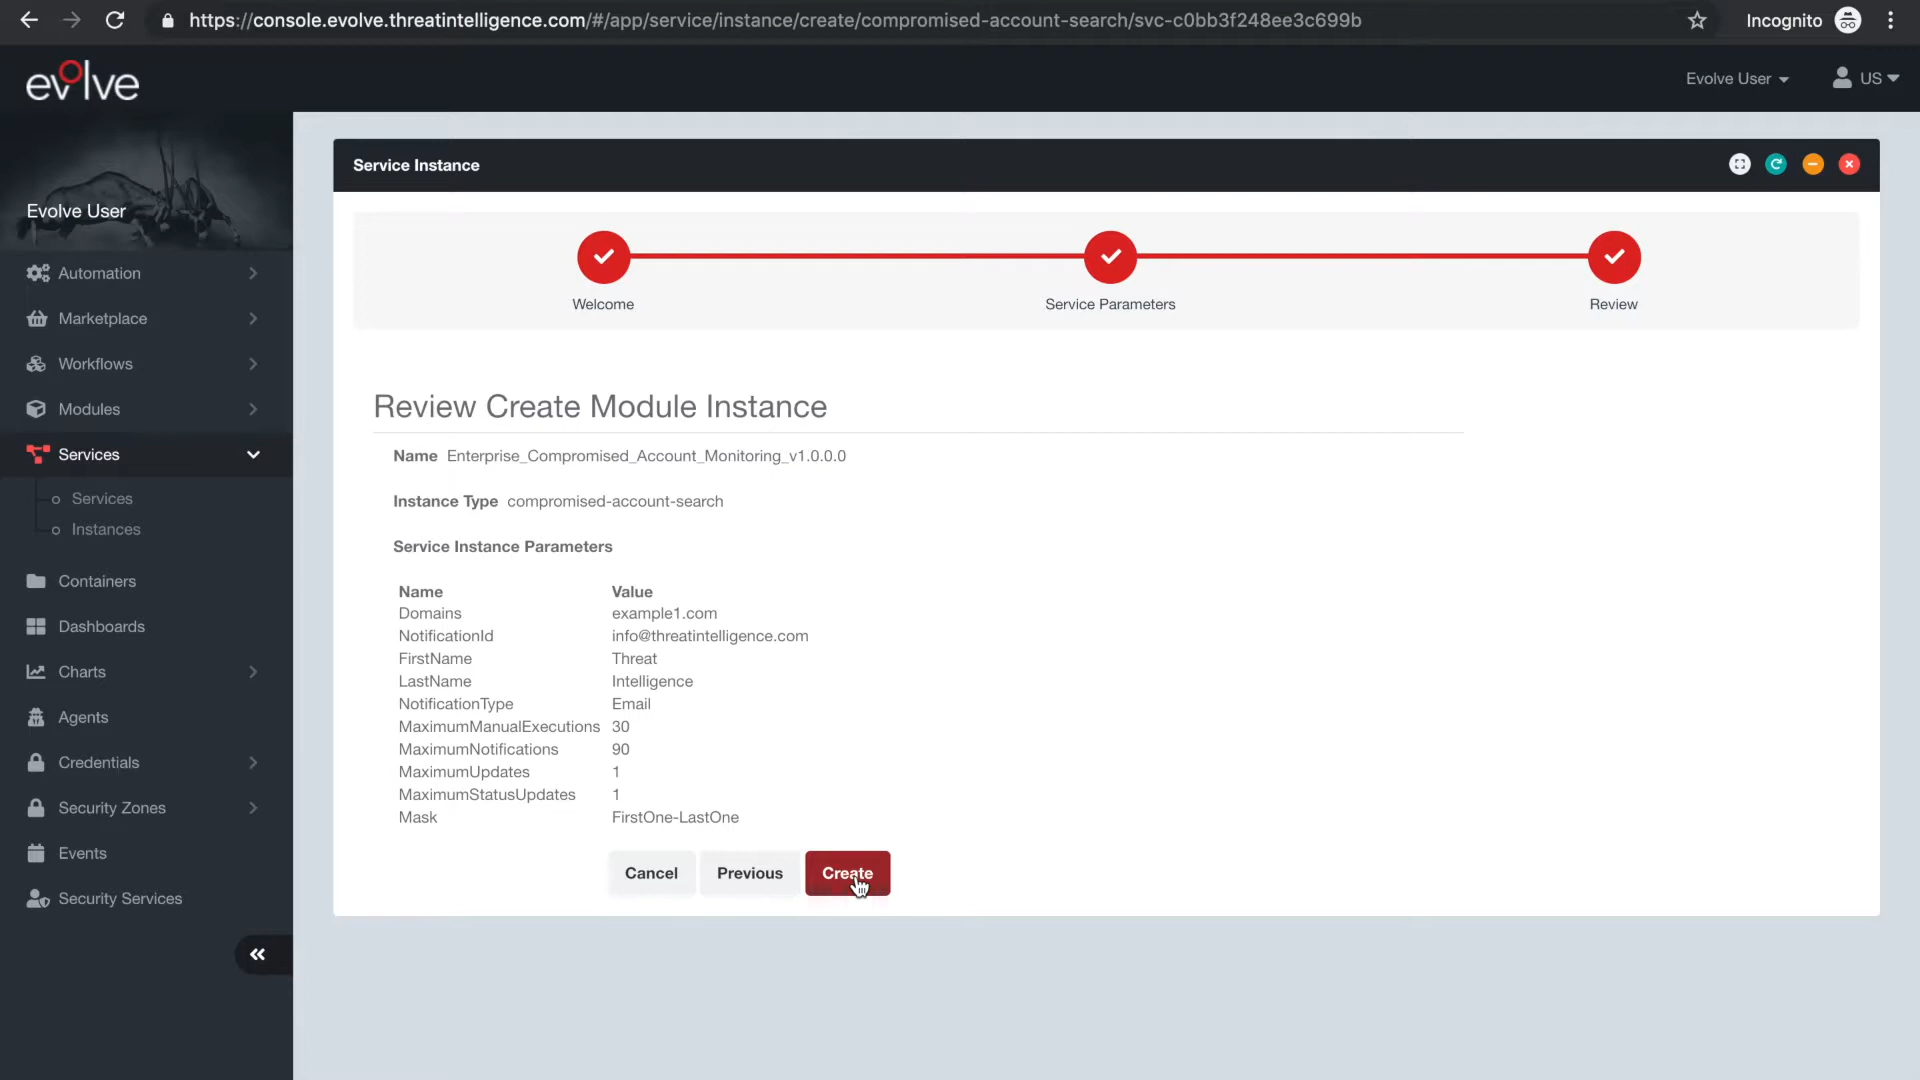 https://console.evolve.threatintelligence.com/#/app/service/instance/create/compromised-account-search/svc-c0bb3f248ee3c699b
Incognito
evolve
Evolve User
US
Evolve User
Automation
Marketplace
Workflows
Modules
Services
Services
Instances
Containers
Dashboards
Charts
Agents
Credentials
Security Zones
Events
Security Services
Service Instance
Welcome
Service Parameters
Review
Review Create Module Instance
Name Enterprise_Compromised_Account_Monitoring_v1.0.0.0
Instance Type compromised-account-search
Service Instance Parameters
Name Value
Domains example1.com
NotificationId info@threatintelligence.com
FirstName Threat
LastName Intelligence
NotificationType Email
MaximumManualExecutions 30
MaximumNotifications 90
MaximumUpdates 1
MaximumStatusUpdates 1
Mask FirstOne-LastOne
Cancel Previous Create